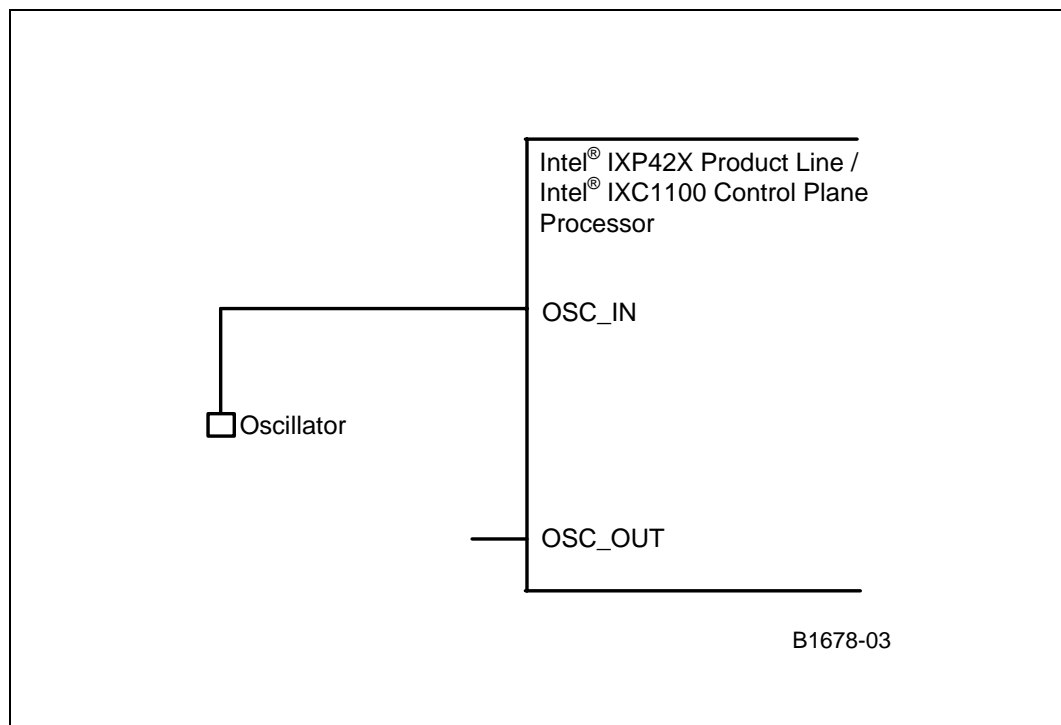 Intel® IXP42X Product Line /
Intel® IXC1100 Control Plane
Processor
OSC_IN
Oscillator
OSC_OUT
B1678-03